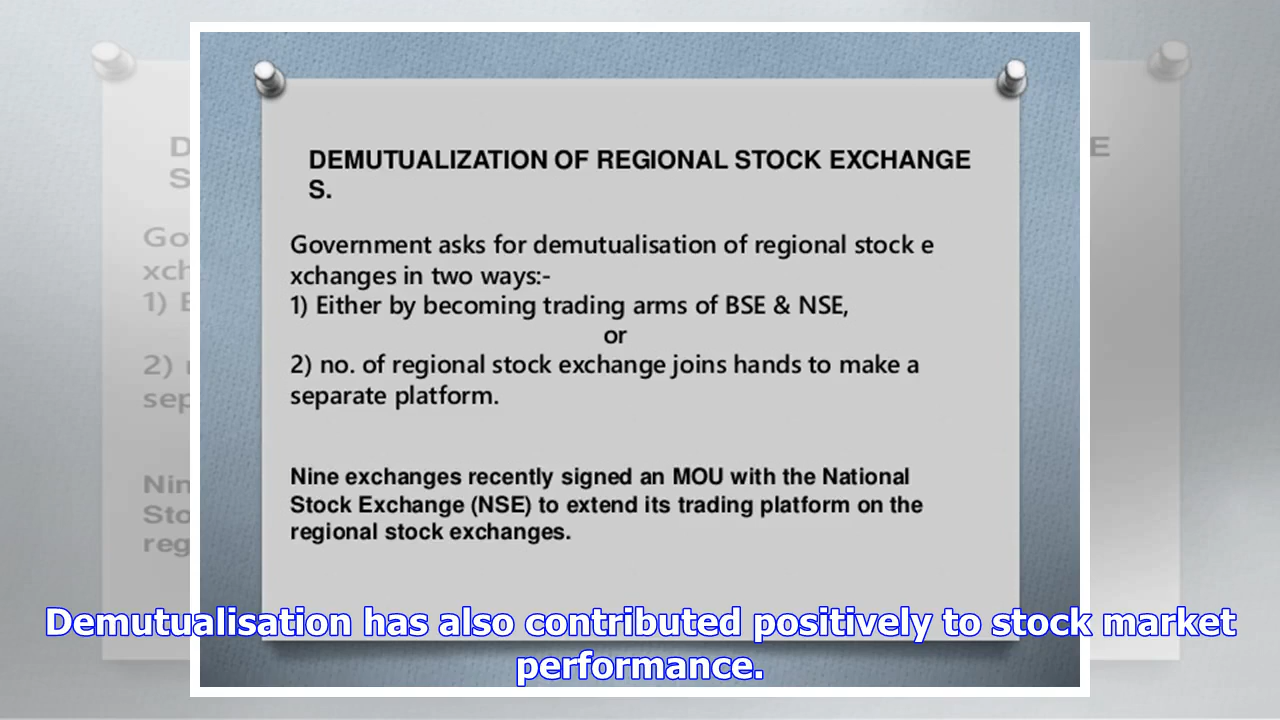 DEMUTUALIZATION OF REGIONAL STOCK EXCHANGE
S.
Government asks for demutualisation of regional stock e
xchanges in two ways:-
1) Either by becoming trading arms of BSE & NSE,
or
2) no. of regional stock exchange joins hands to make a
separate platform.
Nine exchanges recently signed an MOU with the National
Stock Exchange (NSE) to extend its trading platform on the
regional stock exchanges.
Demutualisation has also contributed positively to stock market
performance.